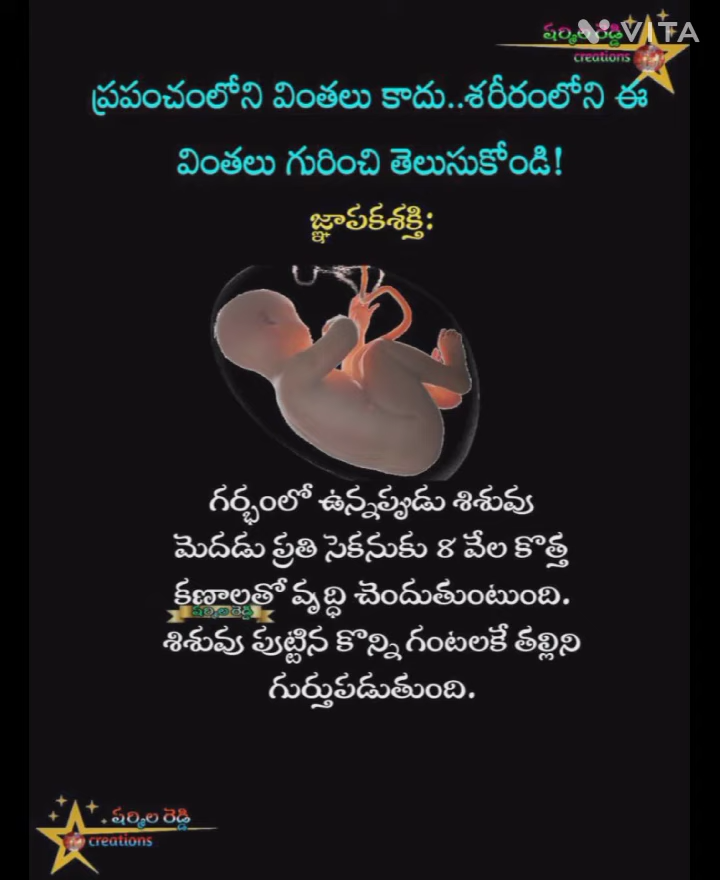 షర్మిల రెడ్డి
VITA
creations
ప్రపంచంలోని వింతలు కాదు..శరీరంలోని ఈ
వింతలు గురించి తెలుసుకోండి!
జ్ఞాపకశక్తి:
గర్భంలో ఉన్నప్పుడు శిశువు
మెదడు ప్రతి సెకనుకు 8 వేల కొత్త
కణాలతో వృద్ధి చెందుతుంటుంది.
షర్మిల రెడ్డి
శిశువు పుట్టిన కొన్ని గంటలకే తల్లిని
గుర్తుపడుతుంది.
షర్మిల రెడ్డి
creations